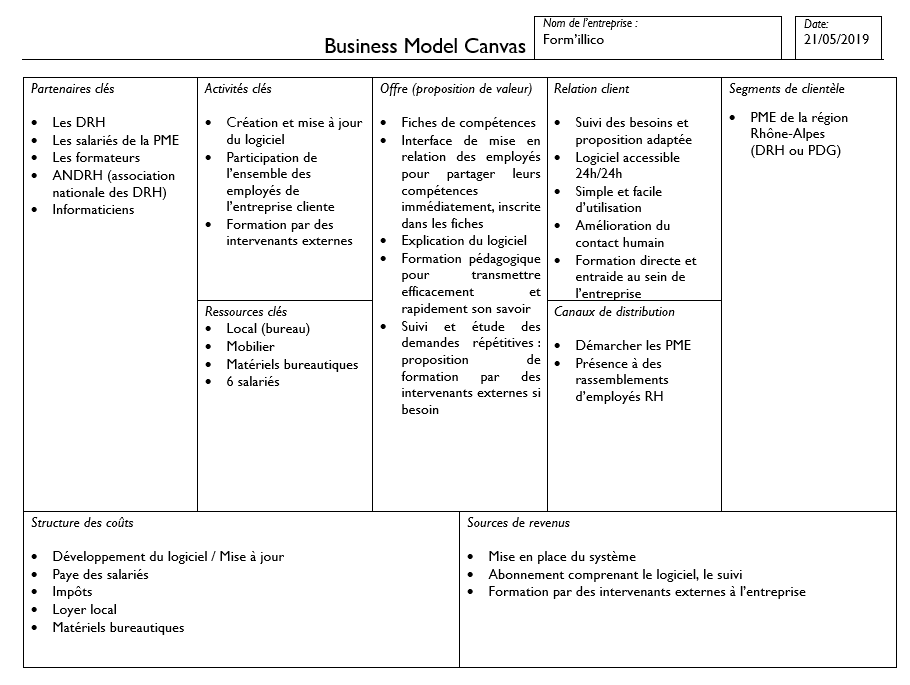 Business Model Canvas
Nom de l'entreprise :
Form'illico
Date:
21/05/2019
Partenaires clés
• Les DRH
• Les salariés de la PME
• Les formateurs
• ANDRH (association
nationale des DRH)
• Informaticiens
Activités clés
• Création et mise à jour
du logiciel
• Participation de
l'ensemble des
employés de
l'entreprise cliente
• Formation par des
intervenants externes
Ressources clés
• Local (bureau)
• Mobilier
• Matériels bureautiques
• 6 salariés
Offre (proposition de valeur)
• Fiches de compétences
• Interface de mise en
relation des employés
pour partager leurs
compétences
immédiatement, inscrite
dans les fiches
• Explication du logiciel
• Formation pédagogique
pour transmettre
efficacement et
rapidement son savoir
• Suivi et étude des
demandes répétitives :
proposition de
formation par des
intervenants externes si
besoin
Relation client
• Suivi des besoins et
proposition adaptée
• Logiciel accessible
24h/24h
• Simple et facile
d'utilisation
• Amélioration du
contact humain
• Formation directe et
entraide au sein de
l'entreprise
Canaux de distribution
• Démarcher les PME
• Présence à des
rassemblements
d'employés RH
Segments de clientèle
• PME de la région
Rhône-Alpes
(DRH ou PDG)
Structure des coûts
• Développement du logiciel / Mise à jour
• Paye des salariés
• Impôts
• Loyer local
• Matériels bureautiques
Sources de revenus
• Mise en place du système
• Abonnement comprenant le logiciel, le suivi
• Formation par des intervenants externes à l'entreprise